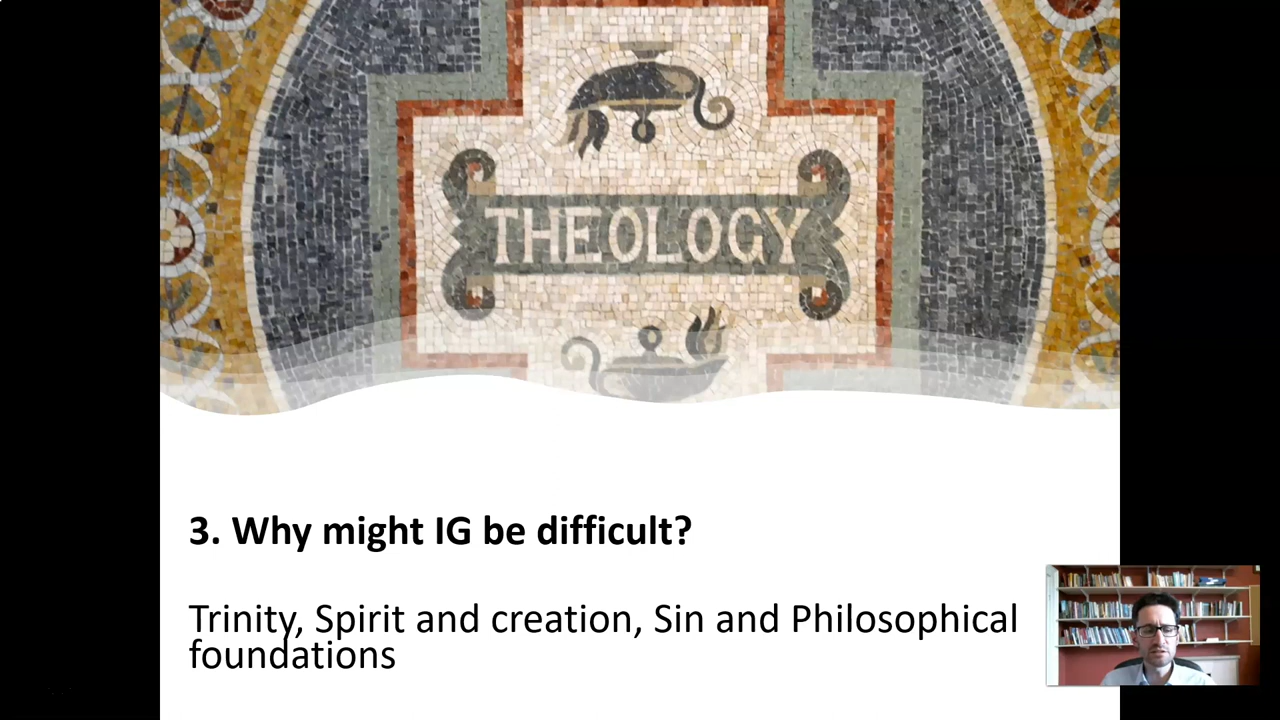 THEOLOGY
3. Why might IG be difficult?
Trinity, Spirit and creation, Sin and Philosophical
foundations